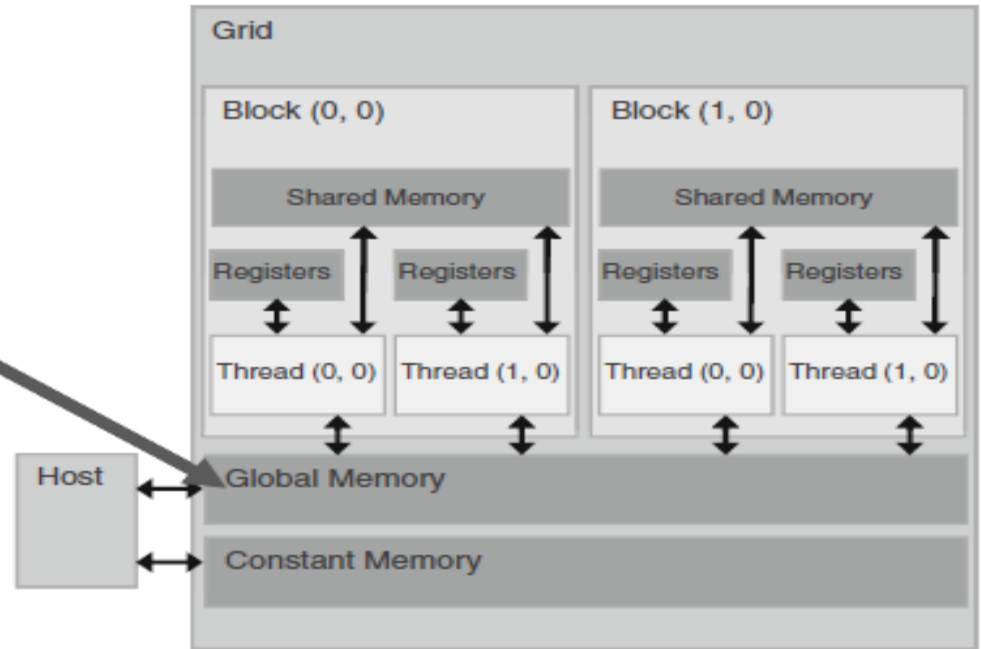 Grid
Block (0, 0)
Block (1, 0)
Shared Memory
Shared Memory
Registers
Registers
Registers
Registers
Thread (0, 0)
Thread (1, 0)
Thread (0, 0)
Thread (1, 0)
Host
Global Memory
Constant Memory